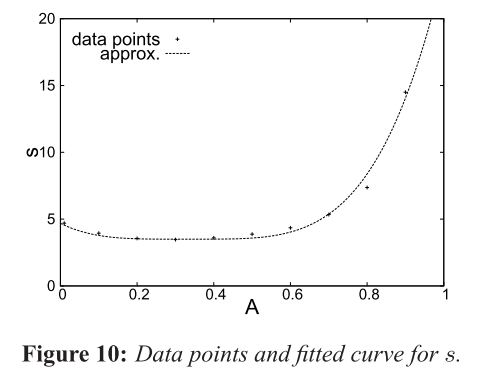 20
data points
approx.
15
s
10
5
0
0 0.2 0.4 0.6 0.8 1
A
Figure 10: Data points and fitted curve for s.